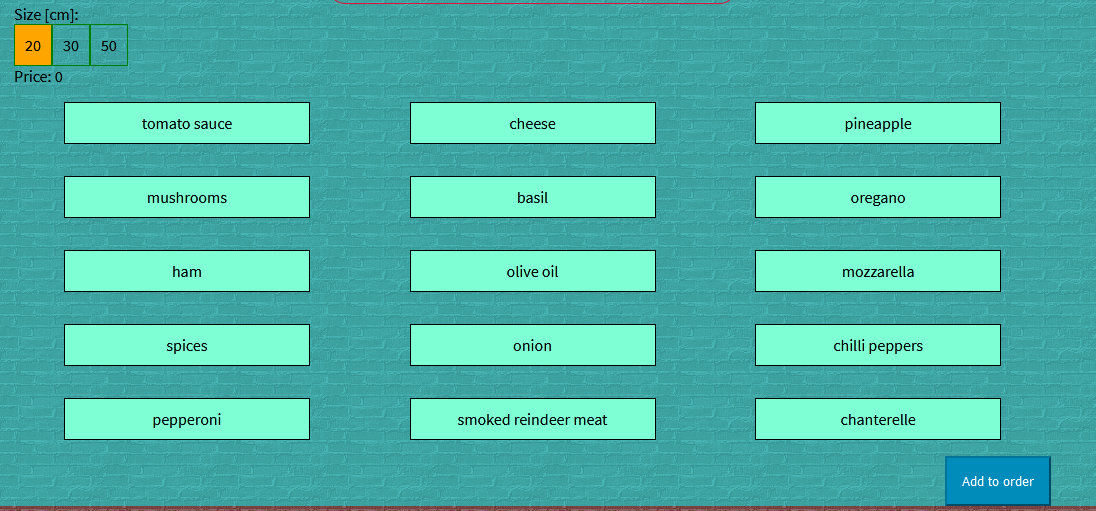 Size [cm]:
20 30 50
Price: 0
tomato sauce cheese pineapple
mushrooms basil oregano
ham olive oil mozzarella
spices onion chilli peppers
pepperoni smoked reindeer meat chanterelle
Add to order